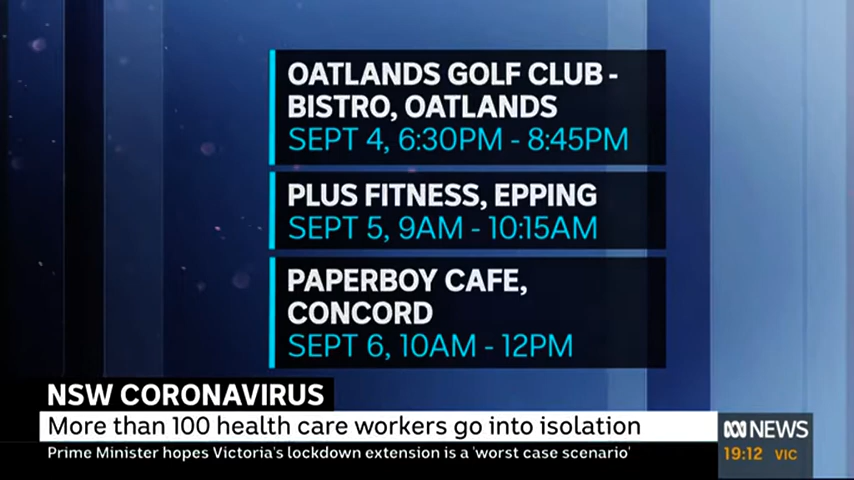 OATLANDS GOLF CLUB -
BISTRO, OATLANDS
SEPT 4, 6:30PM - 8:45PM
PLUS FITNESS, EPPING
SEPT 5, 9AM - 10:15AM
PAPERBOY CAFE,
CONCORD
SEPT 6, 10AM - 12PM
NSW CORONAVIRUS
More than 100 health care workers go into isolation
Prime Minister hopes Victoria's lockdown extension is a 'worst case scenario'
ABC NEWS
19:12 VIC